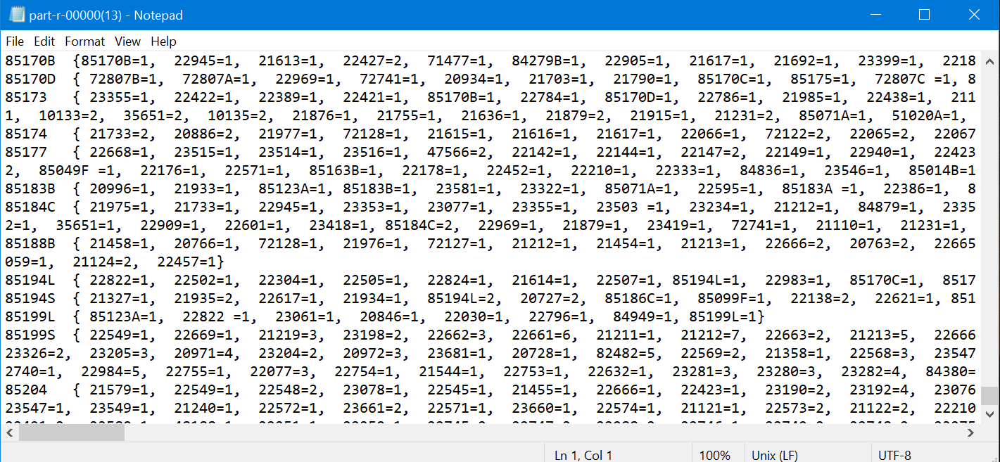 part-r-00000(13) - Notepad
File Edit Format View Help
85170B {85170B=1, 22945=1, 21613=1, 22427=2, 71477=1, 84279B=1, 22905=1, 21617=1, 21692=1, 23399=1, 2218
85170D { 72807B=1, 72807A=1, 22969=1, 72741=1, 20934=1, 21703=1, 21790=1, 85170C=1, 85175=1, 72807C =1, 8
85173 { 23355=1, 22422=1, 22389=1, 22421=1, 85170B=1, 22784=1, 85170D=1, 22786=1, 21985=1, 22438=1, 211
1, 10133=2, 35651=2, 10135=2, 21876=1, 21755=1, 21636=1, 21879=2, 21915=1, 21231=2, 85071A=1, 51020A=1,
85174 { 21733=2, 20886=2, 21977=1, 72128=1, 21615=1, 21616=1, 21617=1, 22066=1, 72122=2, 22065=2, 22067
85177 { 22668=1, 23515=1, 23514=1, 23516=1, 47566=2, 22142=1, 22144=1, 22147=2, 22149=1, 22940=1, 22423
2, 85049F =1, 22176=1, 22571=1, 85163B=1, 22178=1, 22452=1, 22210=1, 22333=1, 84836=1, 23546=1, 85014B=1
85183B { 20996=1, 21933=1, 85123A=1, 85183B=1, 23581=1, 23322=1, 85071A=1, 22595=1, 85183A =1, 22386=1, 8
85184C { 21975=1, 21733=1, 22945=1, 23353=1, 23077=1, 23355=1, 23503 =1, 23234=1, 21212=1, 84879=1, 2335
2=1, 35651=1, 22909=1, 22601=1, 23418=1, 85184C=2, 22969=1, 21879=1, 23419=1, 72741=1, 21110=1, 21231=1,
85188B { 21458=1, 20766=1, 72128=1, 21976=1, 72127=1, 21212=1, 21454=1, 21213=1, 22666=2, 20763=2, 22665
059=1, 21124=2, 22457=1}
85194L { 22822=1, 22502=1, 22304=1, 22505=1, 22824=1, 21614=1, 22507=1, 85194L=1, 22983=1, 85170C=1, 8517
85194S { 21327=1, 21935=2, 22617=1, 21934=1, 85194L=2, 20727=2, 85186C=1, 85099F=1, 22138=2, 22621=1, 851
85199L { 85123A=1, 22822 =1, 23061=1, 20846=1, 22030=1, 22796=1, 84949=1, 85199L=1}
85199S { 22549=1, 22669=1, 21219=3, 23198=2, 22662=3, 22661=6, 21211=1, 21212=7, 22663=2, 21213=5, 22666
23326=2, 23205=3, 20971=4, 23204=2, 20972=3, 23681=1, 20728=1, 82482=5, 22569=2, 21358=1, 22568=3, 23547
2740=1, 22984=5, 22755=1, 22077=3, 22754=1, 21544=1, 22753=1, 22632=1, 23281=3, 23280=3, 23282=4, 84380=
85204 { 21579=1, 22549=1, 22548=2, 23078=1, 22545=1, 21455=1, 22666=1, 22423=1, 23190=2, 23192=4, 23076
23547=1, 23549=1, 21240=1, 22572=1, 23661=2, 22571=1, 23660=1, 22574=1, 21121=1, 22573=2, 21122=2, 22210
Ln 1, Col 1 100% Unix (LF) UTF-8